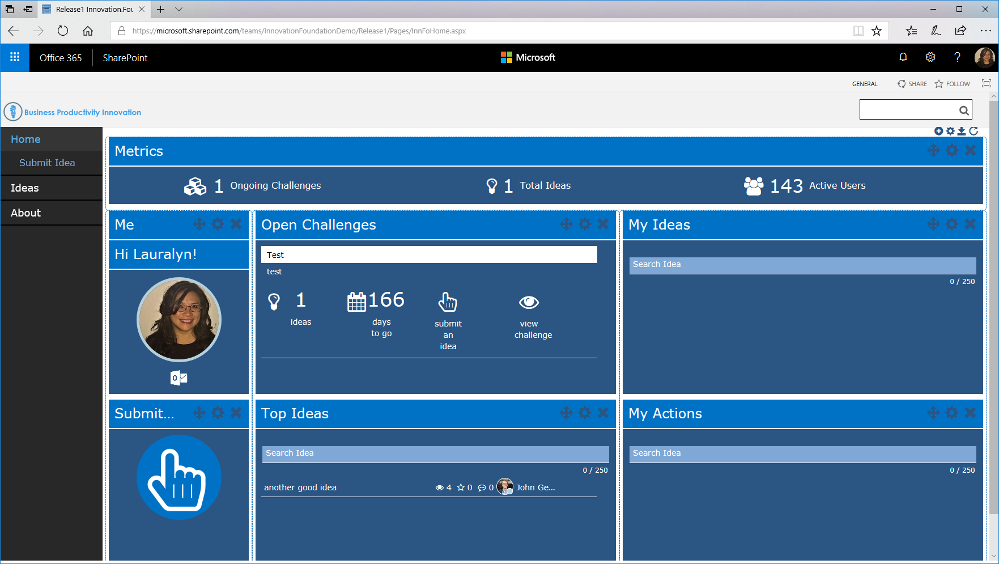 Release1 Innovation.Fou
https://microsoft.sharepoint.com/teams/InnovationFoundationDemo/Release1/Pages/InnFoHome.aspx
Office 365 SharePoint
Microsoft
?
GENERAL SHARE FOLLOW
Business Productivity Innovation
Home
Submit Idea
Ideas
About
Metrics
1 Ongoing Challenges
1 Total Ideas
143 Active Users
Me
Hi Lauralyn!
O
Open Challenges
Test
test
1
ideas
166
days
to go
submit
an
idea
view
challenge
My Ideas
Search Idea
0 / 250
Submit...
Top Ideas
Search Idea
0 / 250
another good idea 4 0 0 John Ge...
My Actions
Search Idea
0 / 250